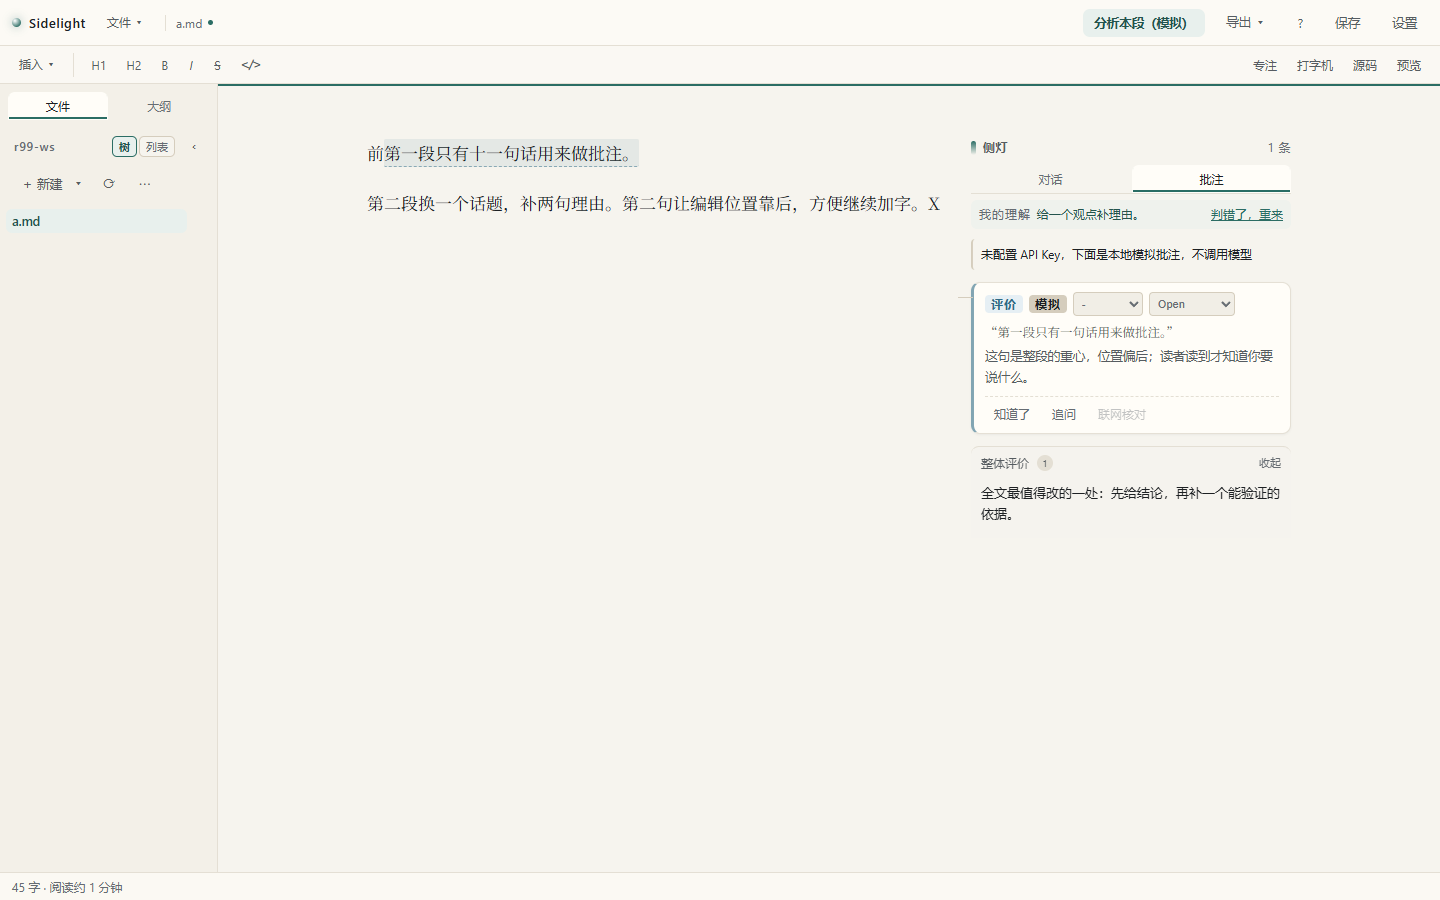 Sidelight 文件 a.md 分析本段（模拟） 导出 ? 保存 设置
插入 H1 H2 B I S </> 专注 打字机 源码 预览
文件 大纲
r99-ws 树 列表 ‹
+ 新建 ⟳ ···
a.md
前第一段只有十一句话用来做批注。
第二段换一个话题，补两句理由。第二句让编辑位置靠后，方便继续加字。X
侧灯 1 条
对话 批注
我的理解 给一个观点补理由。 判错了，重来
未配置 API Key，下面是本地模拟批注，不调用模型
评价 模拟 - Open
“第一段只有一句话用来做批注。”
这句是整段的重心，位置偏后；读者读到才知道你要
说什么。
知道了 追问 联网核对
整体评价 1 收起
全文最值得改的一处：先给结论，再补一个能验证的
依据。
45 字 · 阅读约 1 分钟